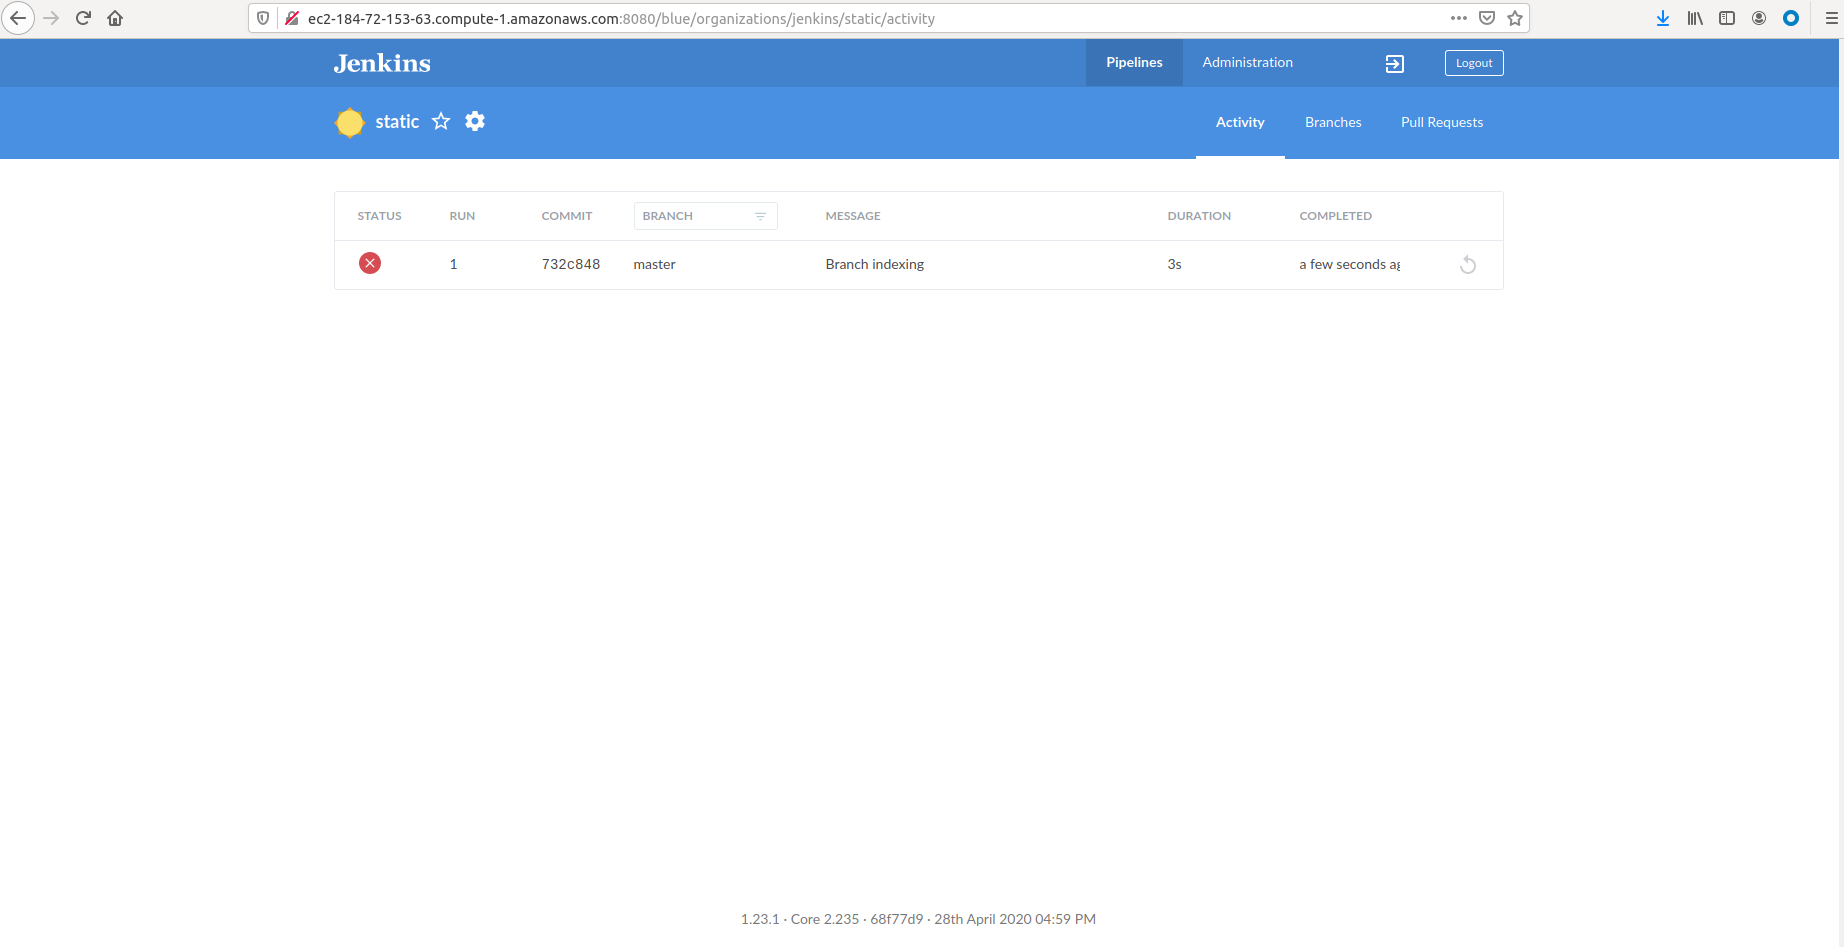 ec2-184-72-153-63.compute-1.amazonaws.com:8080/blue/organizations/jenkins/static/activity
Jenkins Pipelines Administration Logout
static Activity Branches Pull Requests
STATUS RUN COMMIT BRANCH MESSAGE DURATION COMPLETED
1 732c848 master Branch indexing 3s a few seconds ag
1.23.1 · Core 2.235 · 68f77d9 · 28th April 2020 04:59 PM